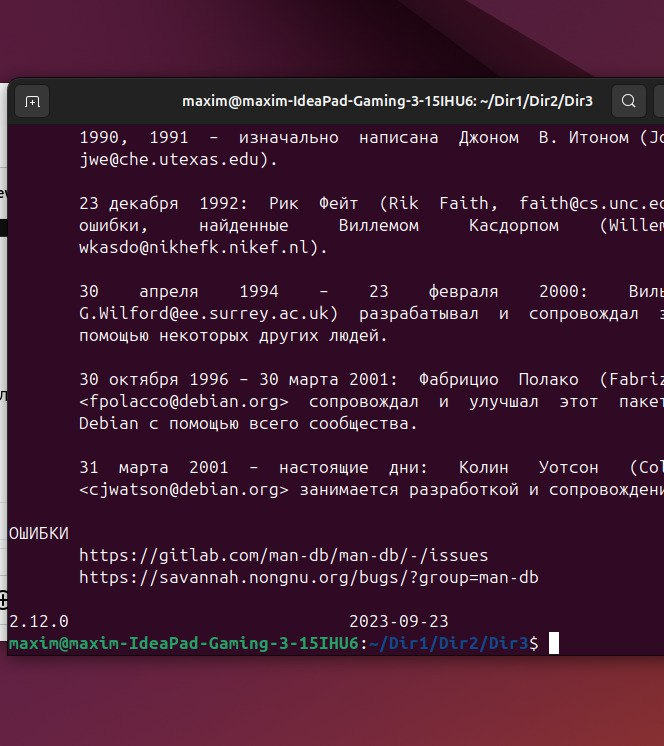 maxim@maxim-IdeaPad-Gaming-3-15IHU6: ~/Dir1/Dir2/Dir3
1990, 1991 – изначально написана Джоном В. Итоном (Jo
jwe@che.utexas.edu).
23 декабря 1992: Рик Фейт (Rik Faith, faith@cs.unc.ed
ошибки, найденные Виллемом Касдорпом (Willem
wkasdo@nikhefk.nikef.nl).
30 апреля 1994 – 23 февраля 2000: Виль
G.Wilford@ee.surrey.ac.uk) разрабатывал и сопровождал э
помощью некоторых других людей.
30 октября 1996 – 30 марта 2001: Фабрицио Полако (Fabriz
<fpolacco@debian.org> сопровождал и улучшал этот пакет
Debian с помощью всего сообщества.
31 марта 2001 – настоящие дни: Колин Уотсон (Col
<cjwatson@debian.org> занимается разработкой и сопровождени
ОШИБКИ
https://gitlab.com/man-db/man-db/-/issues
https://savannah.nongnu.org/bugs/?group=man-db
2.12.0 2023-09-23
maxim@maxim-IdeaPad-Gaming-3-15IHU6:~/Dir1/Dir2/Dir3$